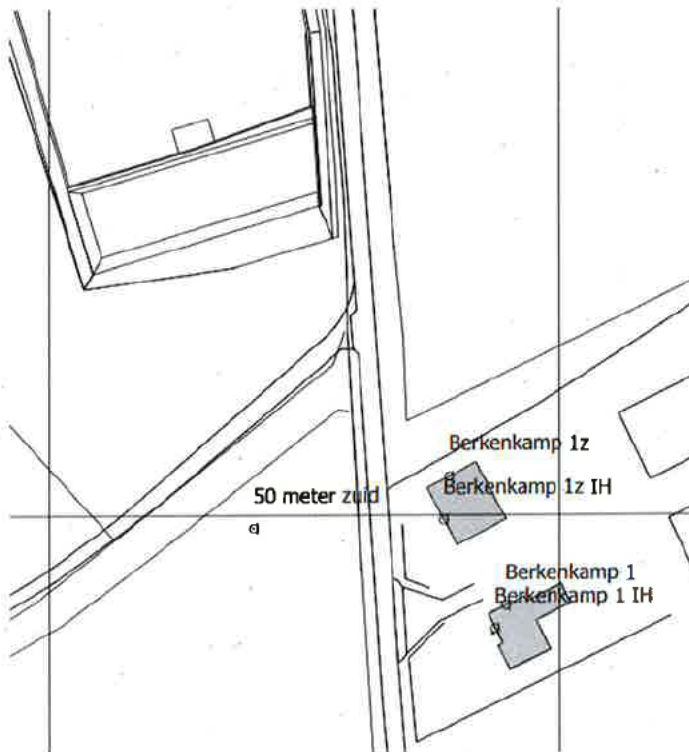 Berkenkamp 1z
Berkenkamp 1z IH
50 meter zuid
Berkenkamp 1
Berkenkamp 1 IH